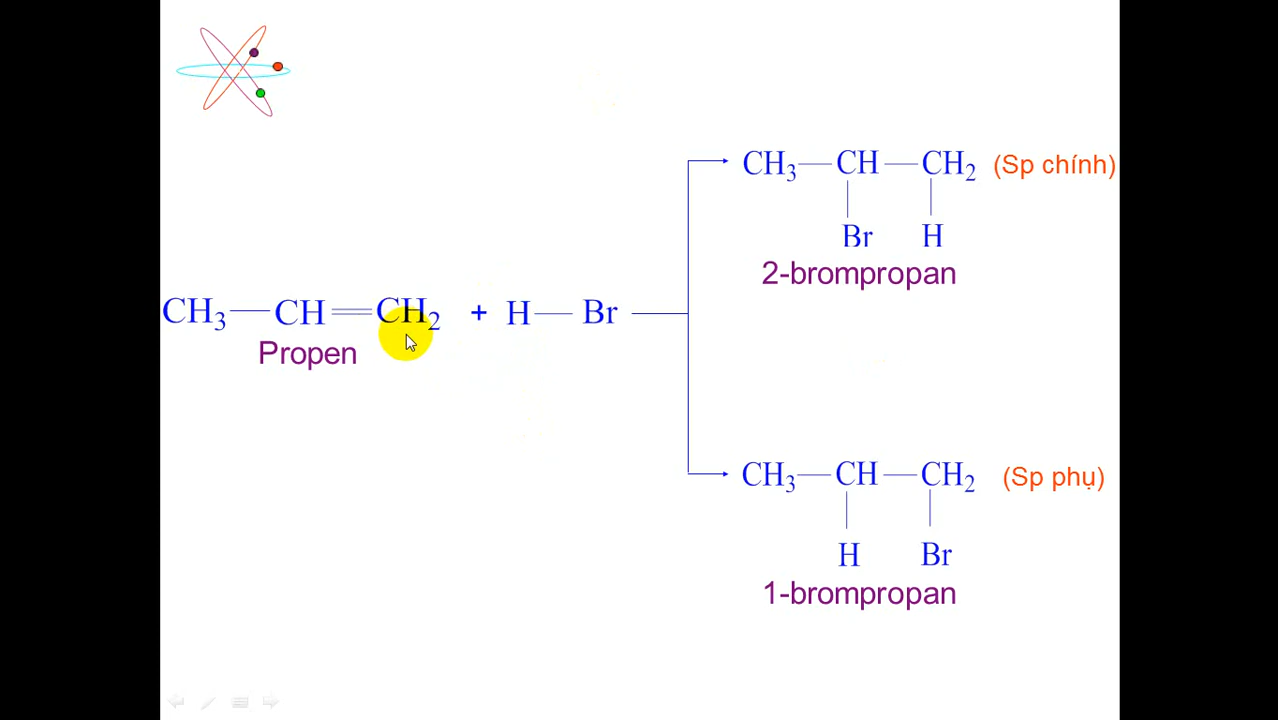 CH3 — CH — CH2 (Sp chính)
Br H
2-brompropan
CH3 — CH = CH2 + H — Br
Propen
CH3 — CH — CH2 (Sp phụ)
H Br
1-brompropan